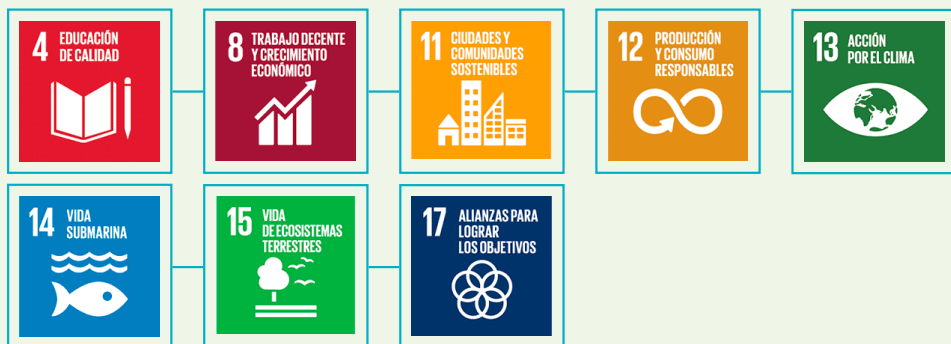 4 EDUCACIÓN
DE CALIDAD
8 TRABAJO DECENTE
Y CRECIMIENTO
ECONÓMICO
11 CIUDADES Y
COMUNIDADES
SOSTENIBLES
12 PRODUCCIÓN
Y CONSUMO
RESPONSABLES
13 ACCIÓN
POR EL CLIMA
14 VIDA
SUBMARINA
15 VIDA
DE ECOSISTEMAS
TERRESTRES
17 ALIANZAS PARA
LOGRAR
LOS OBJETIVOS